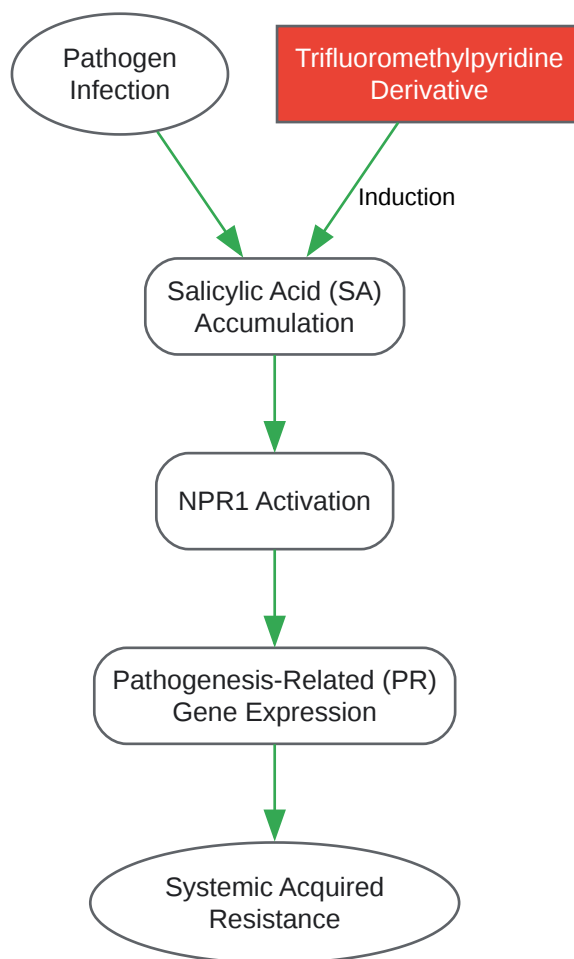 Pathogen
Infection
Trifluoromethylpyridine
Derivative
Induction
Salicylic Acid (SA)
Accumulation
NPR1 Activation
Pathogenesis-Related (PR)
Gene Expression
Systemic Acquired
Resistance